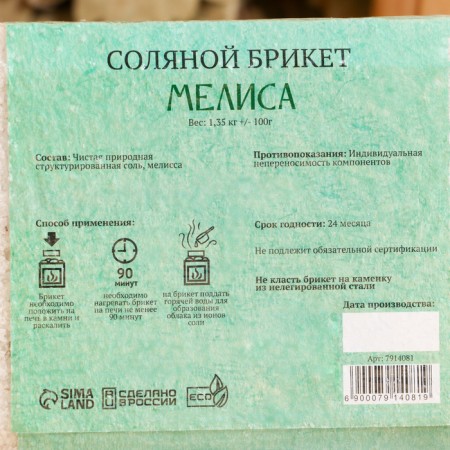 СОЛЯНОЙ БРИКЕТ
МЕЛИСА
Вес: 1,35 кг +/- 100г
Состав: Чистая природная
структурированная соль, мелисса
Противопоказания: Индивидуальная
непереносимость компонентов
Способ применения:
Брикет
необходимо
положить на
печь в камни и
раскалить
90
МИНУТ
необходимо
нагревать брикет
на печи не менее
90 минут
на брикет поддать
горячей воды для
образования
облака из ионов
соли
Срок годности: 24 месяца
Не подлежит обязательной сертификации
Не класть брикет на каменку
из нелегированной стали
Дата производства:
Арт: 7914081
6 900079 140819
SIMA
LAND
СДЕЛАНО
В РОССИИ
ECO